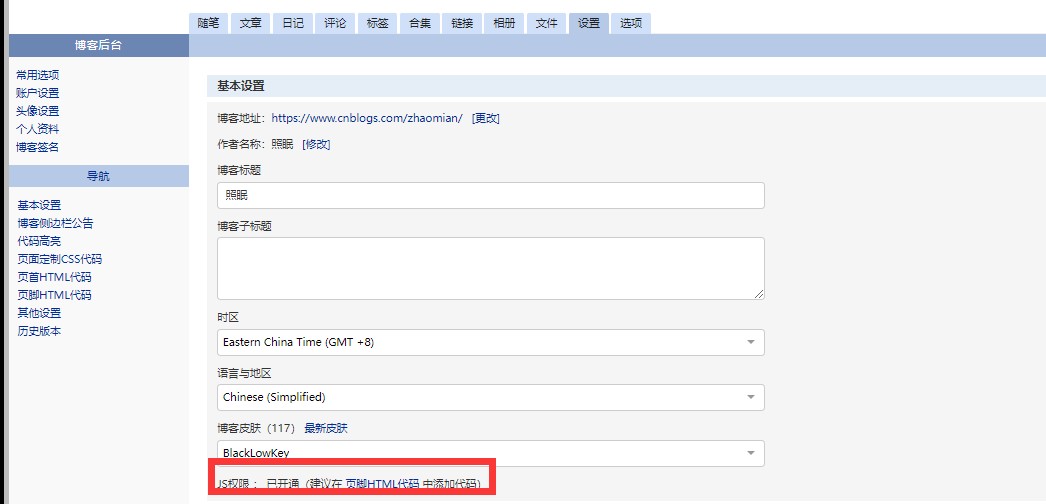 随笔 文章 日记 评论 标签 合集 链接 相册 文件 设置 选项
博客后台
常用选项
账户设置
头像设置
个人资料
博客签名
导航
基本设置
博客侧边栏公告
代码高亮
页面定制CSS代码
页首HTML代码
页脚HTML代码
其他设置
历史版本
基本设置
博客地址：https://www.cnblogs.com/zhaomian/ [更改]
作者名称：照眠 [修改]
博客标题
照眠
博客子标题
时区
Eastern China Time (GMT +8)
语言与地区
Chinese (Simplified)
博客皮肤（117） 最新皮肤
BlackLowKey
JS权限： 已开通（建议在 页脚HTML代码 中添加代码）